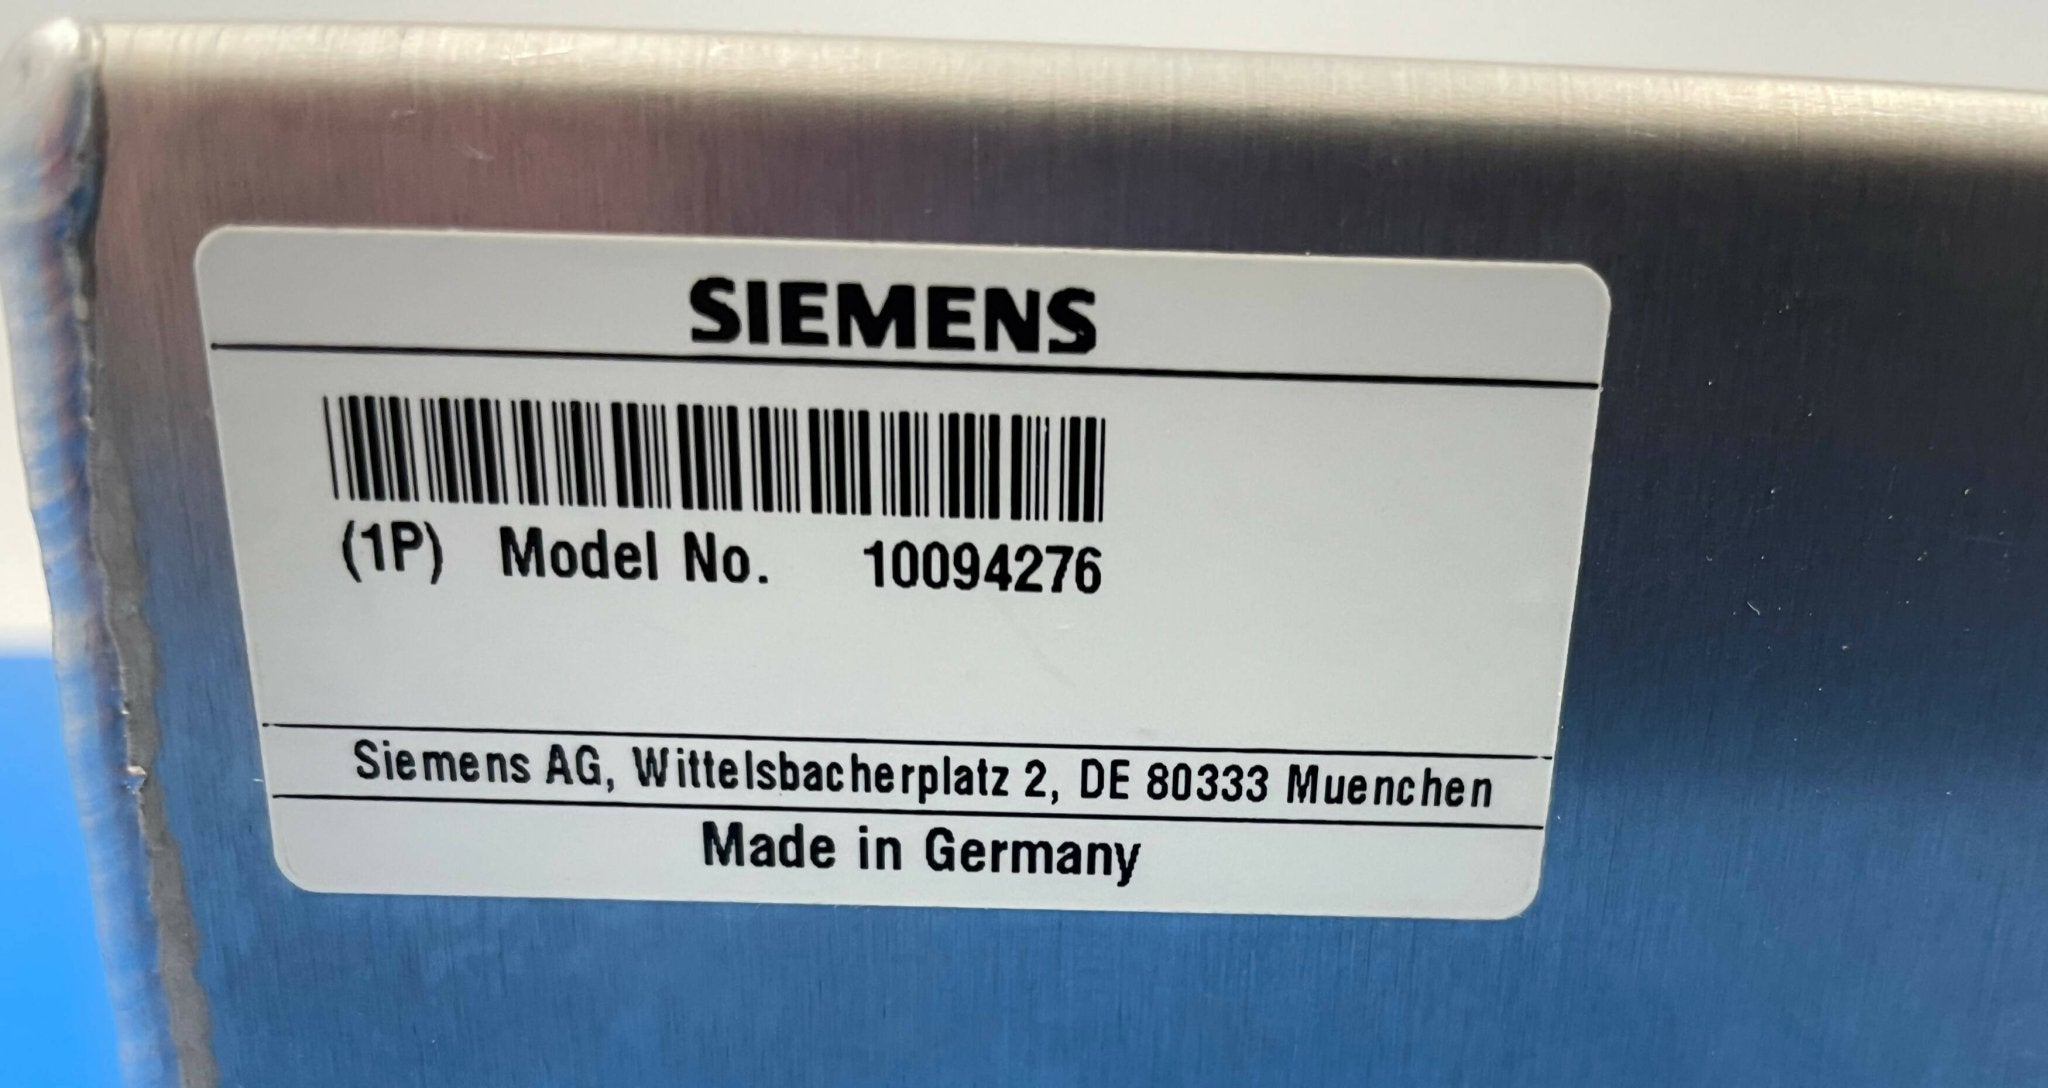 SIEMENS
(1P) Model No. 10094276
Siemens AG, Wittelsbacherplatz 2, DE 80333 Muenchen
Made in Germany